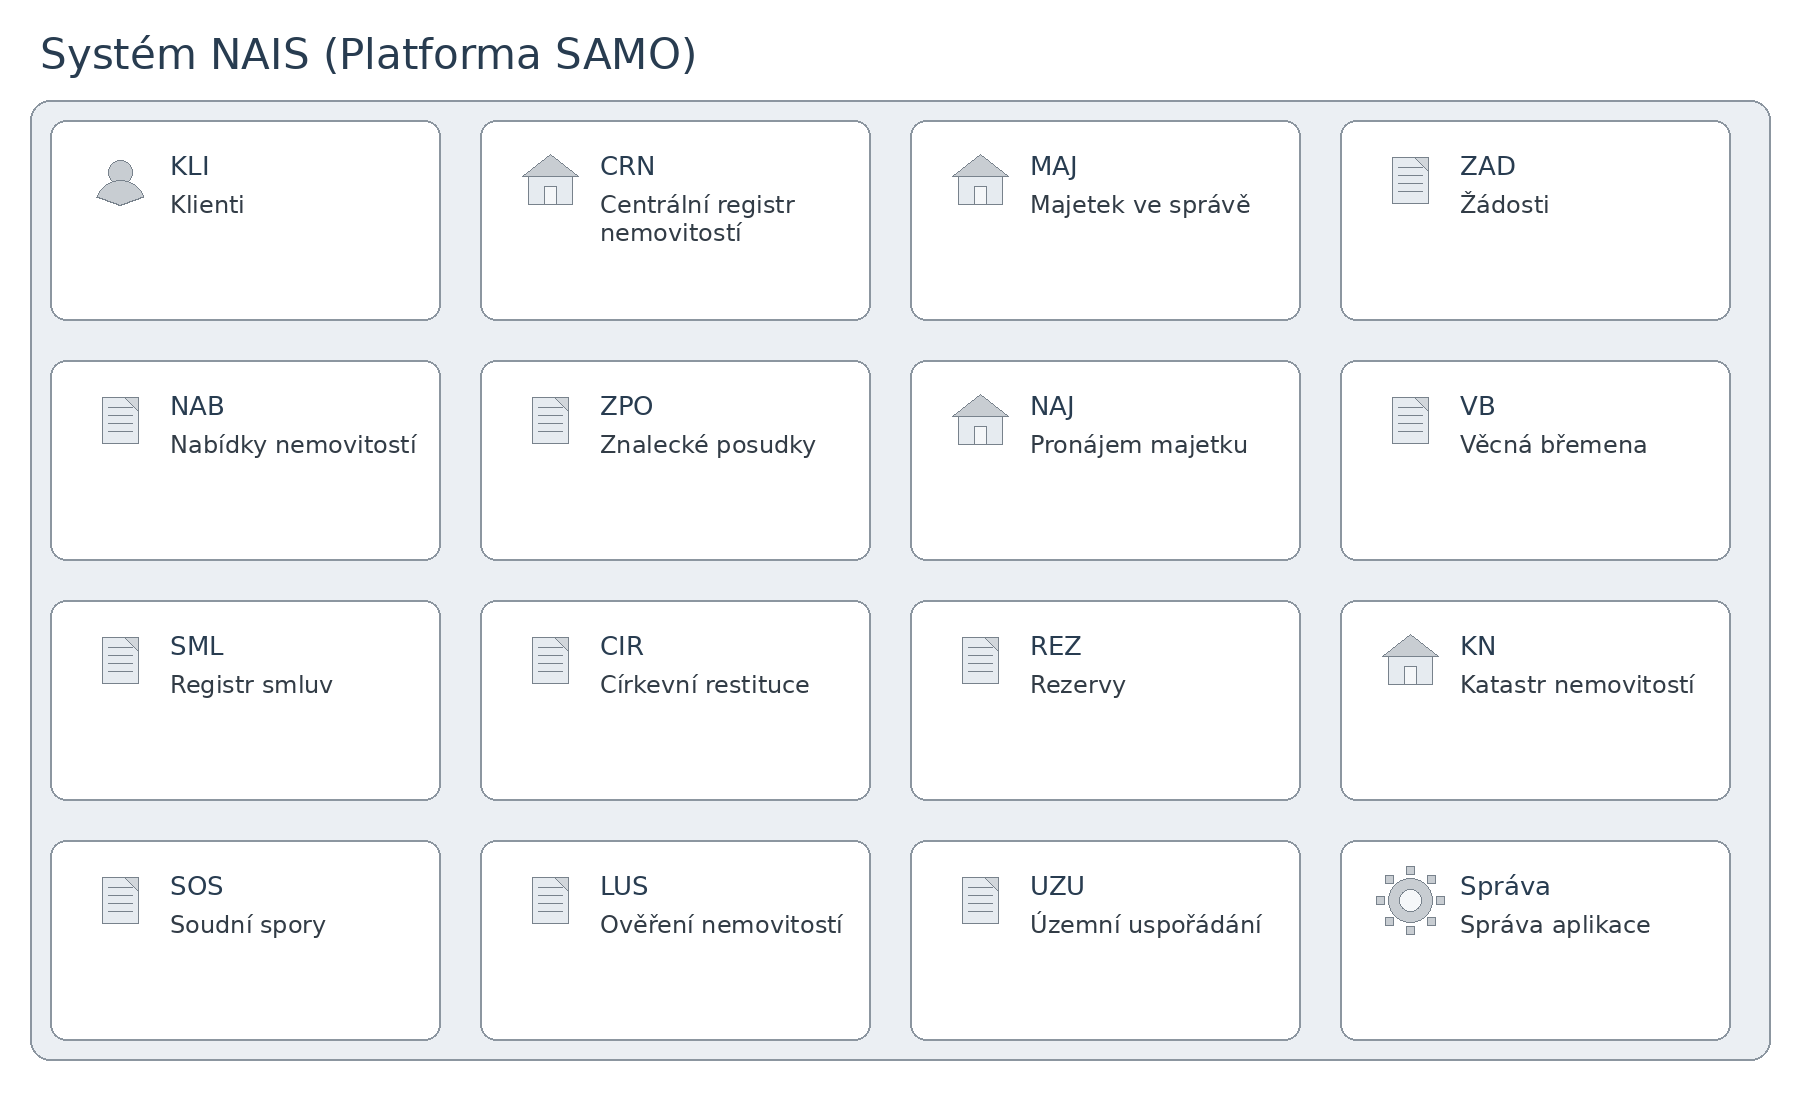 Systém NAIS (Platforma SAMO)
KLI
Klienti
CRN
Centrální registr
nemovitostí
MAJ
Majetek ve správě
ZAD
Žádosti
NAB
Nabídky nemovitostí
ZPO
Znalecké posudky
NAJ
Pronájem majetku
VB
Věcná břemena
SML
Registr smluv
CIR
Církevní restituce
REZ
Rezervy
KN
Katastr nemovitostí
SOS
Soudní spory
LUS
Ověření nemovitostí
UZU
Územní uspořádání
Správa
Správa aplikace